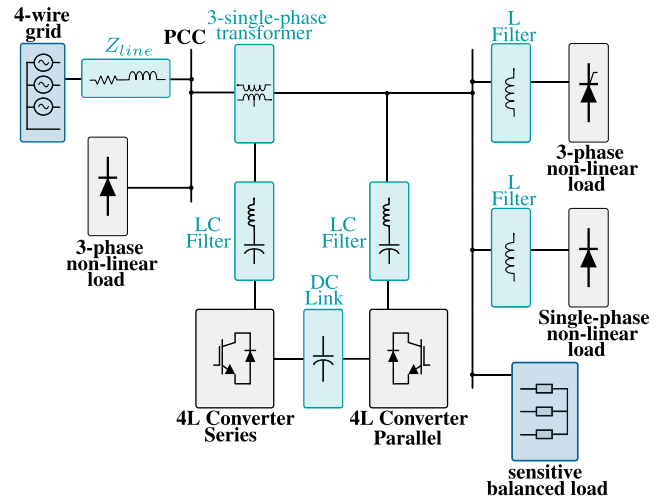 4-wire
grid
Z_line
PCC
3-single-phase
transformer
L
Filter
3-phase
non-linear
load
3-phase
non-linear
load
LC
Filter
LC
Filter
L
Filter
DC
Link
Single-phase
non-linear
load
4L Converter
Series
4L Converter
Parallel
sensitive
balanced load